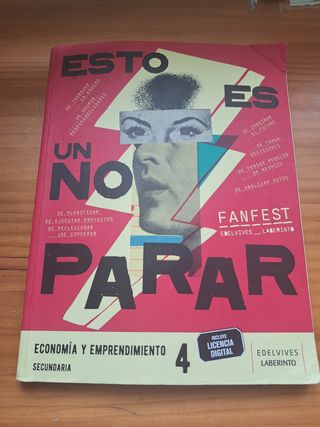 ESTO
ES
UN
NO
PARAR
DE IMAGINAR
EL FUTURO
DE TOMAR
DECISIONES
DE PENSAR MODELOS
DE NEGOCIO
DE ANALIZAR DATOS
DE PLANIFICAR
DE EJECUTAR PROYECTOS
DE REFLEXIONAR
¡DE COOPERAR
FANFEST
EDELVIVES __ LABERINTO
ECONOMÍA Y EMPRENDIMIENTO 4
SECUNDARIA
INCLUYE
LICENCIA
DIGITAL
EDELVIVES
LABERINTO